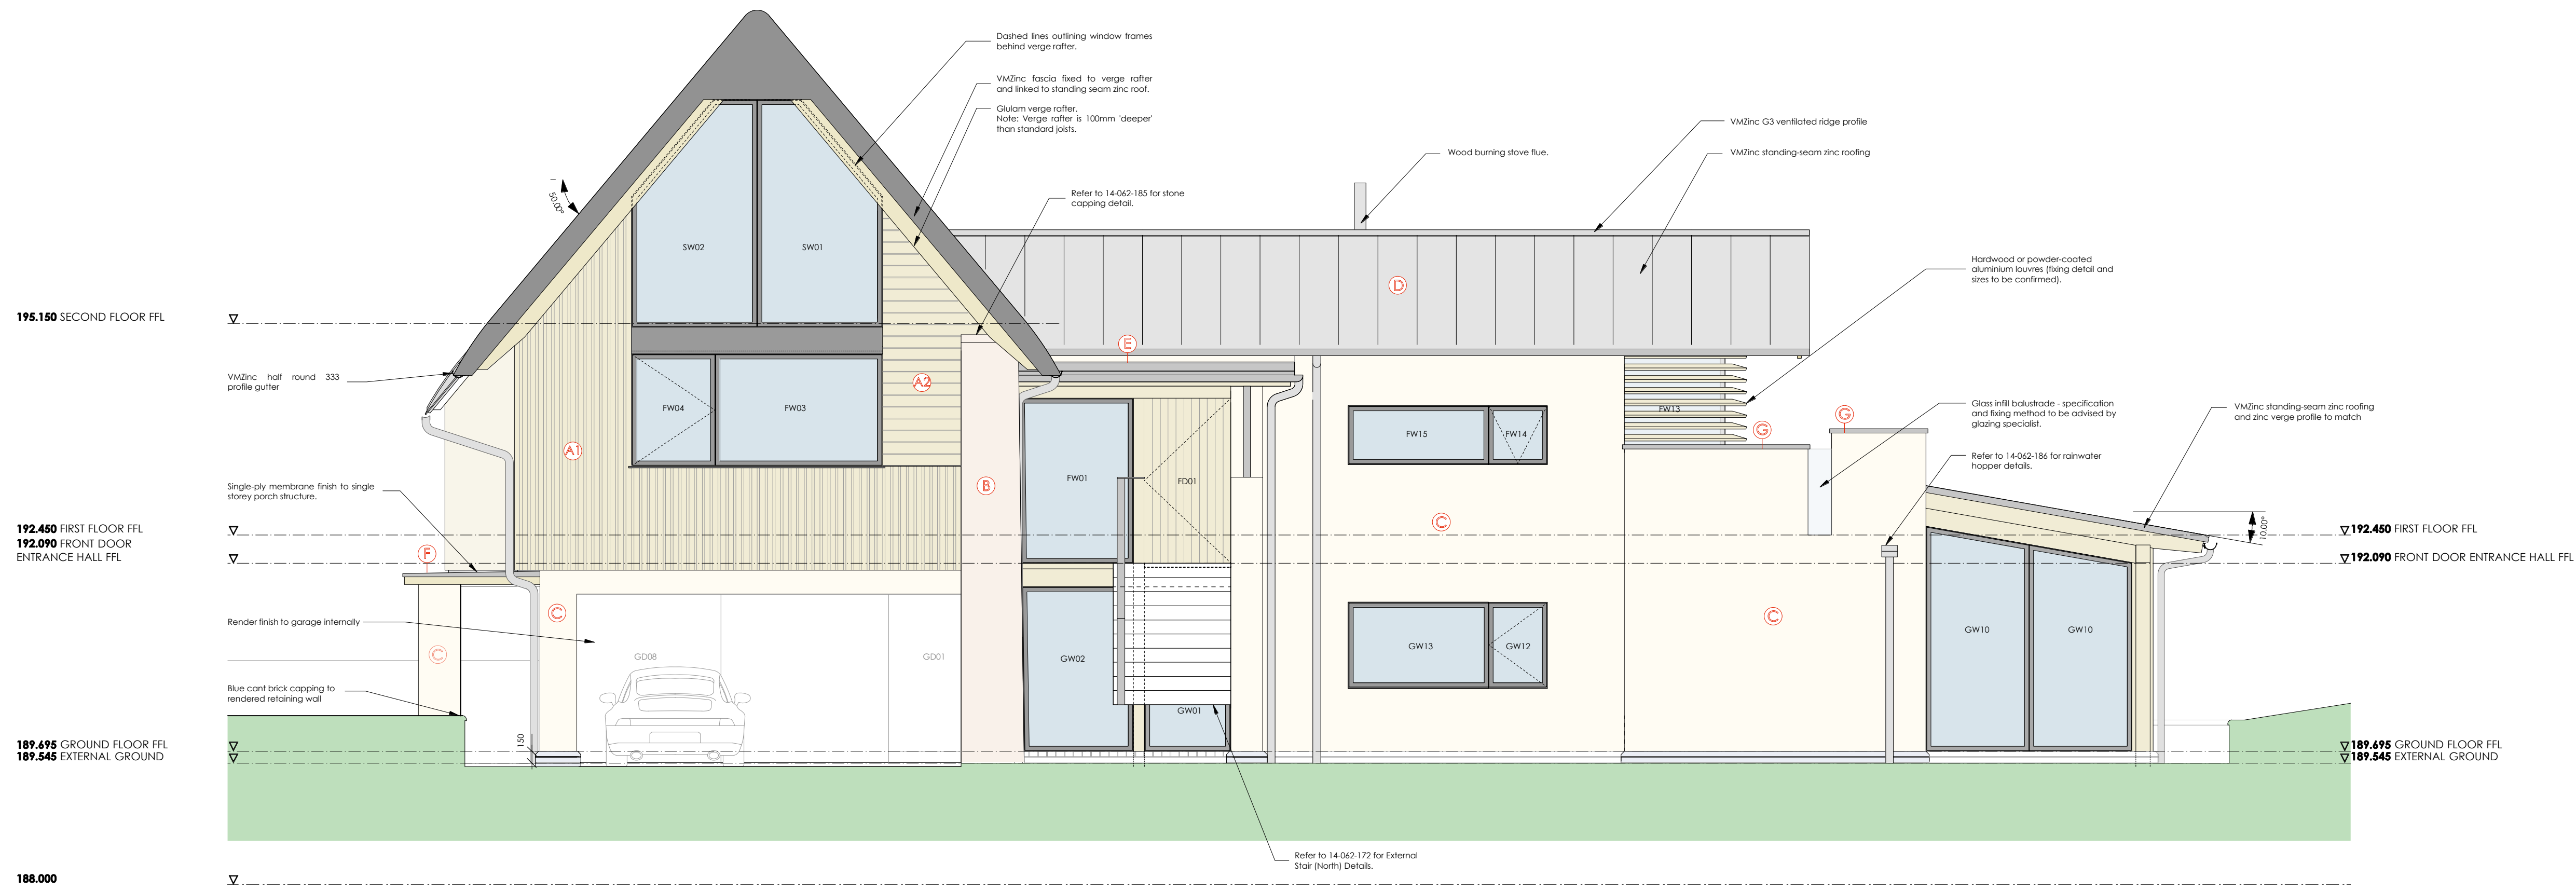 Dashed lines outlining window frames
behind verge rafter.
VMZinc fascia fixed to verge rafter
and linked to standing seam zinc roof.
Glulam verge rafter.
Note: Verge rafter is 100mm 'deeper'
than standard joists.
VMZinc G3 ventilated ridge profile
Wood burning stove flue.
VMZinc standing-seam zinc roofing
50.00°
Refer to 14-062-185 for stone
capping detail.
SW02
SW01
Hardwood or powder-coated
aluminium louvres (fixing detail and
sizes to be confirmed).
D
195.150 SECOND FLOOR FFL
E
VMZinc half round 333
profile gutter
A2
FW04
FW03
FW13
Glass infill balustrade - specification
and fixing method to be advised by
glazing specialist.
VMZinc standing-seam zinc roofing
and zinc verge profile to match
G
G
FW15
FW14
A1
Refer to 14-062-186 for rainwater
hopper details.
Single-ply membrane finish to single
storey porch structure.
B
FW01
FD01
C
10.00°
192.450 FIRST FLOOR FFL
192.450 FIRST FLOOR FFL
192.090 FRONT DOOR
ENTRANCE HALL FFL
192.090 FRONT DOOR ENTRANCE HALL FFL
F
C
C
Render finish to garage internally
GW10
GW10
GW13
GW12
C
GD08
GD01
GW02
Blue cant brick capping to
rendered retaining wall
GW01
150
189.695 GROUND FLOOR FFL
189.545 EXTERNAL GROUND
189.695 GROUND FLOOR FFL
189.545 EXTERNAL GROUND
Refer to 14-062-172 for External
Stair (North) Details.
188.000